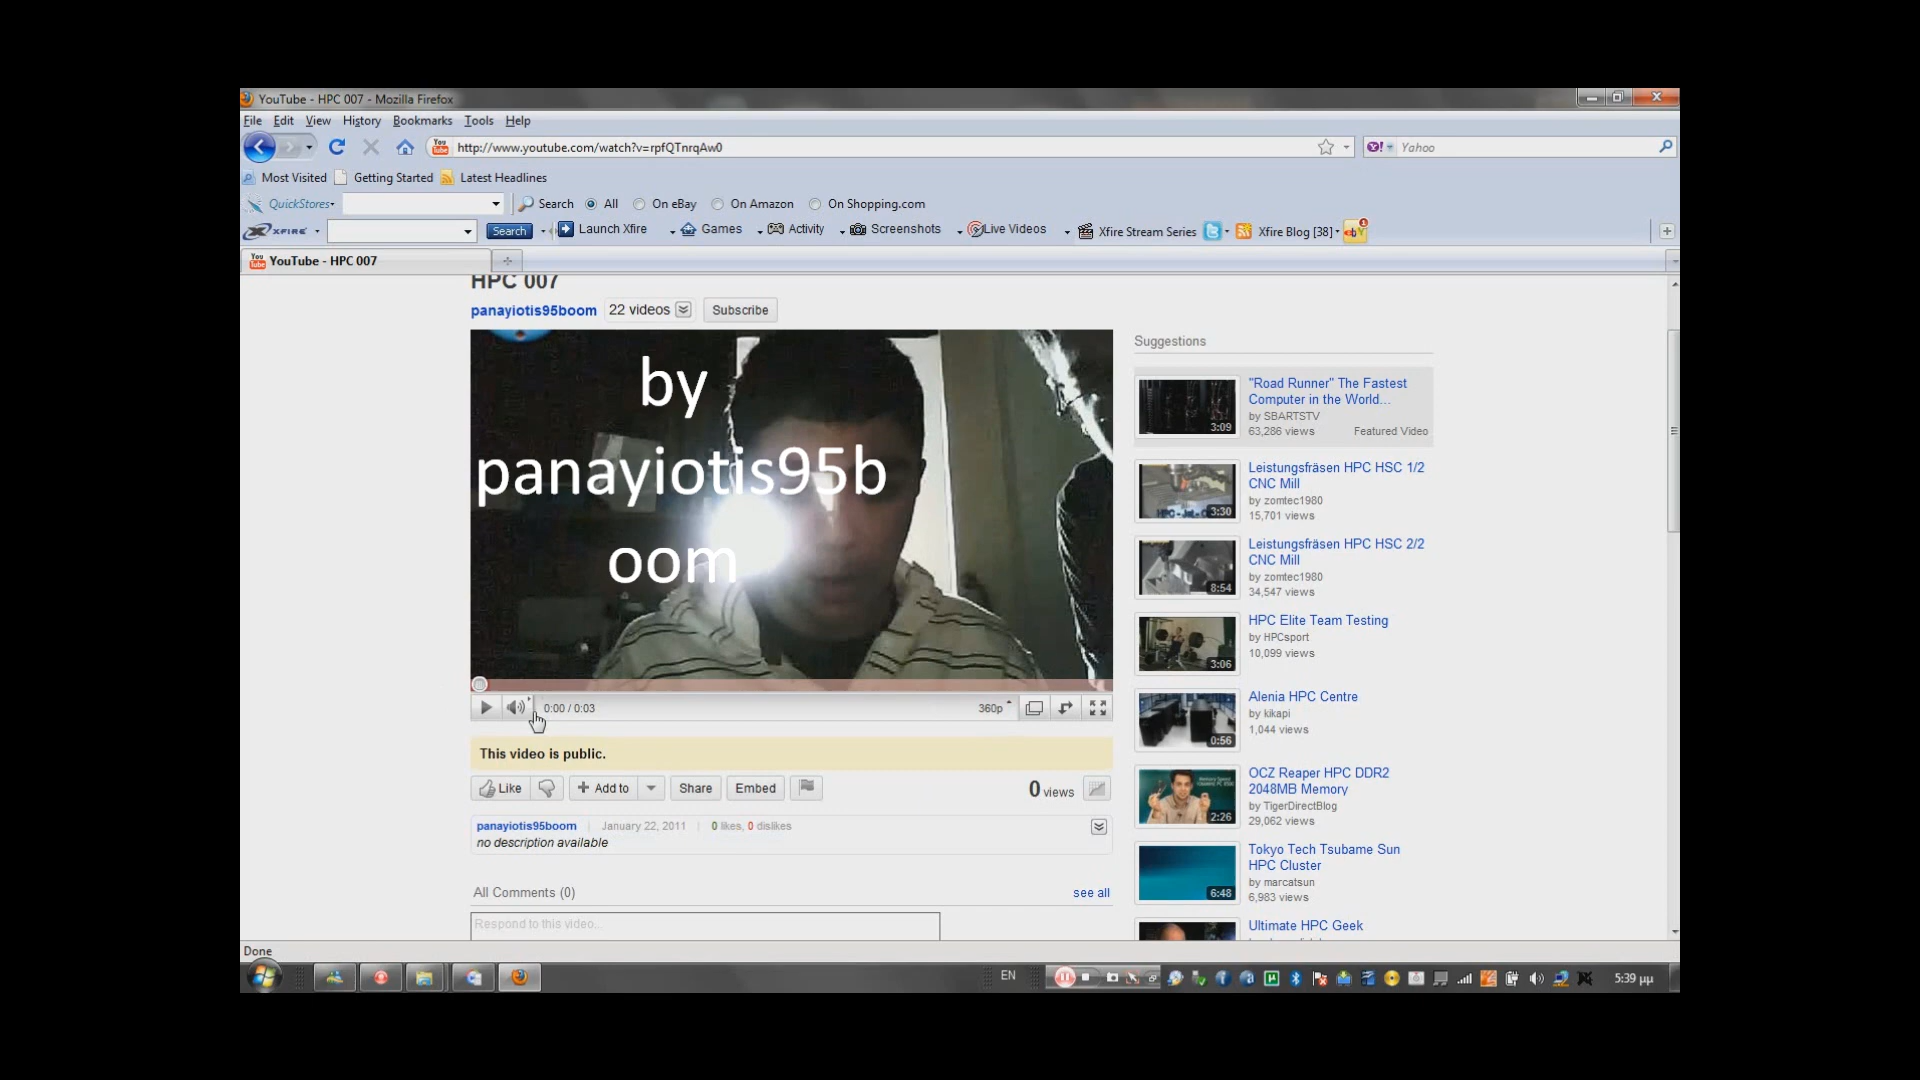 YouTube - HPC 007 - Mozilla Firefox
File Edit View History Bookmarks Tools Help
http://www.youtube.com/watch?v=rpfQTnrqAw0
Yahoo
Most Visited Getting Started Latest Headlines
QuickStores Search All On eBay On Amazon On Shopping.com
XFIRE Search Launch Xfire Games Activity Screenshots Live Videos Xfire Stream Series Xfire Blog [38]
YouTube - HPC 007
HPC 007
panayiotis95boom 22 videos Subscribe
by
panayiotis95b
oom
0:00 / 0:03 360p
This video is public.
Like Add to Share Embed 0 views
panayiotis95boom January 22, 2011 0 likes, 0 dislikes
no description available
All Comments (0) see all
Respond to this video...
Suggestions
"Road Runner" The Fastest
Computer in the World...
by SBARTSTV
63,286 views Featured Video
3:09
Leistungsfräsen HPC HSC 1/2
CNC Mill
by zomtec1980
15,701 views
3:30
Leistungsfräsen HPC HSC 2/2
CNC Mill
by zomtec1980
34,547 views
8:54
HPC Elite Team Testing
by HPCsport
10,099 views
3:06
Alenia HPC Centre
by kikapi
1,044 views
0:56
OCZ Reaper HPC DDR2
2048MB Memory
by TigerDirectBlog
29,062 views
2:26
Tokyo Tech Tsubame Sun
HPC Cluster
by marcatsun
6,983 views
6:48
Ultimate HPC Geek
Done
EN 5:39 μμ